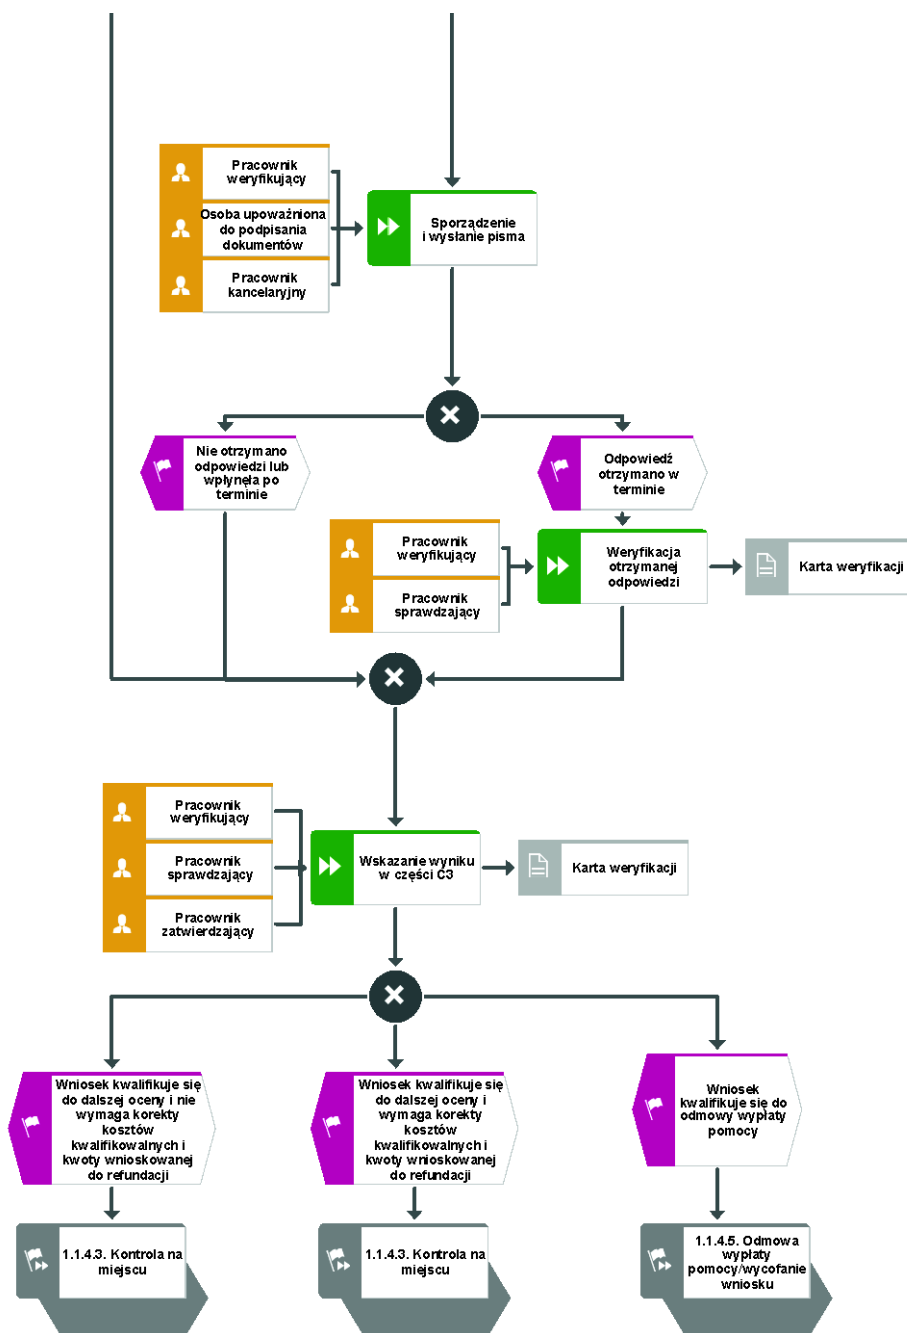 Pracownik
weryfikujący
Osoba upoważniona
do podpisania
dokumentów
Pracownik
kancelaryjny
Sporządzenie
i wysłanie pisma
Nie otrzymano
odpowiedzi lub
wpłynęła po
terminie
Odpowiedź
otrzymano w
terminie
Pracownik
weryfikujący
Pracownik
sprawdzający
Weryfikacja
otrzymanej
odpowiedzi
Karta weryfikacji
Pracownik
weryfikujący
Pracownik
sprawdzający
Pracownik
zatwierdzający
Wskazanie wyniku
w części C3
Karta weryfikacji
Wniosek kwalifikuje się
do dalszej oceny i nie
wymaga korekty
kosztów
kwalifikowalnych i
kwoty wnioskowanej
do refundacji
Wniosek kwalifikuje się
do dalszej oceny i
wymaga korekty
kosztów
kwalifikowalnych i
kwoty wnioskowanej
do refundacji
Wniosek
kwalifikuje się do
odmowy wypłaty
pomocy
1.1.4.3. Kontrola na
miejscu
1.1.4.3. Kontrola na
miejscu
1.1.4.5. Odmowa
wypłaty
pomocy/wycofanie
wniosku